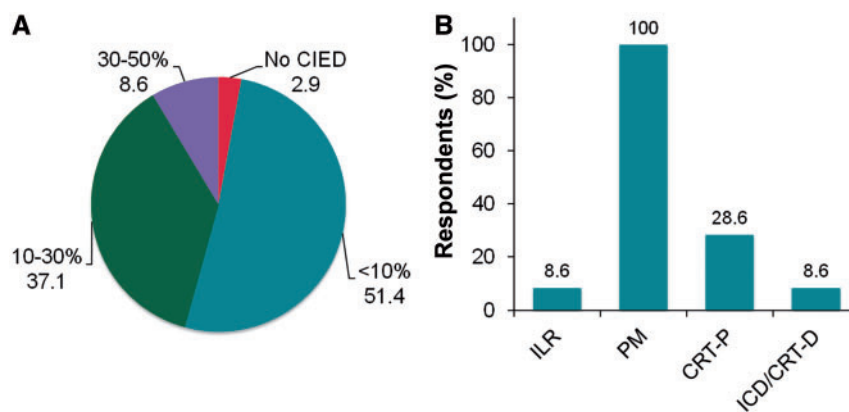 A
30-50%
8.6
No CIED
2.9
10-30%
37.1
<10%
51.4
B
Respondents (%)
100
80
60
40
20
0
8.6
100
28.6
8.6
ILR
PM
CRT-P
ICD/CRT-D